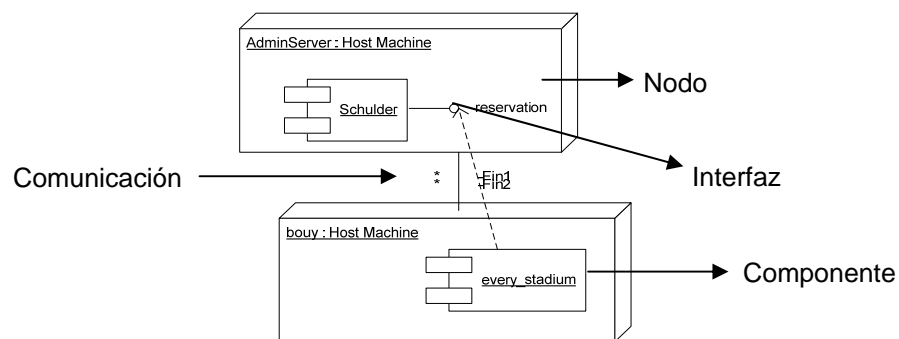 AdminServer : Host Machine
Nodo
Schulder
reservation
Comunicación
*
*
-Fin1
-Fin2
Interfaz
bouy : Host Machine
every_stadium
Componente